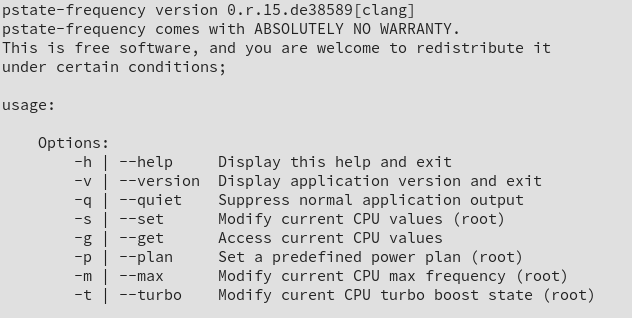 pstate-frequency version 0.r.15.de38589[clang]
pstate-frequency comes with ABSOLUTELY NO WARRANTY.
This is free software, and you are welcome to redistribute it
under certain conditions;

usage:

    Options:
        -h | --help     Display this help and exit
        -v | --version  Display application version and exit
        -q | --quiet    Suppress normal application output
        -s | --set      Modify current CPU values (root)
        -g | --get      Access current CPU values
        -p | --plan     Set a predefined power plan (root)
        -m | --max      Modify current CPU max frequency (root)
        -t | --turbo    Modify curent CPU turbo boost state (root)